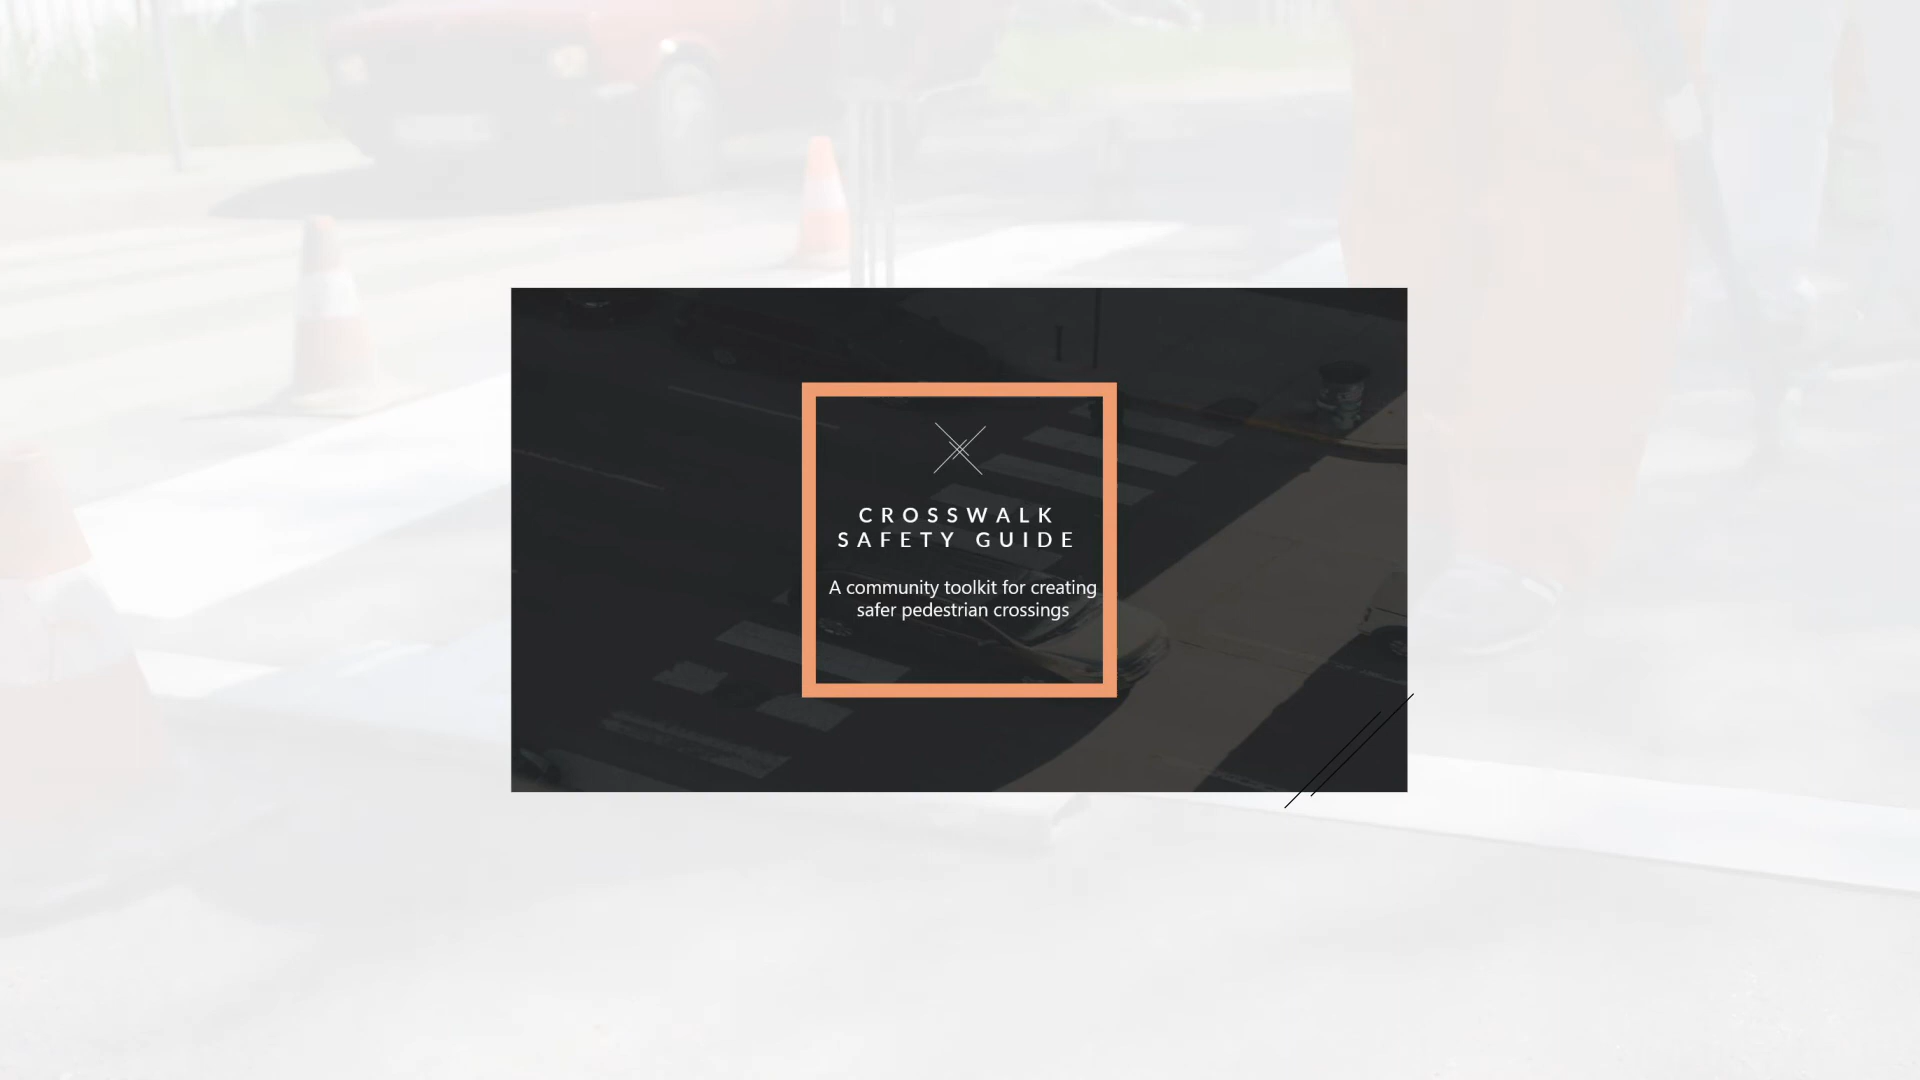 CROSSWALK
SAFETY GUIDE
A community toolkit for creating
safer pedestrian crossings